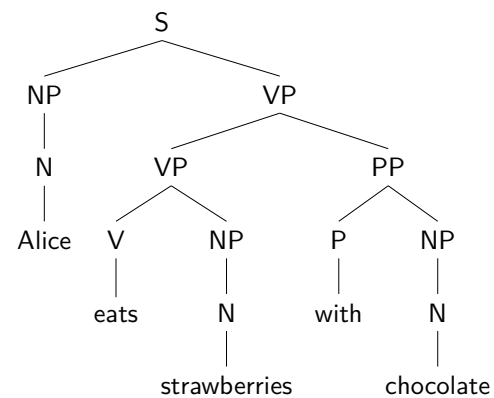 S
NP VP
N VP PP
Alice V NP P NP
eats N with N
strawberries chocolate